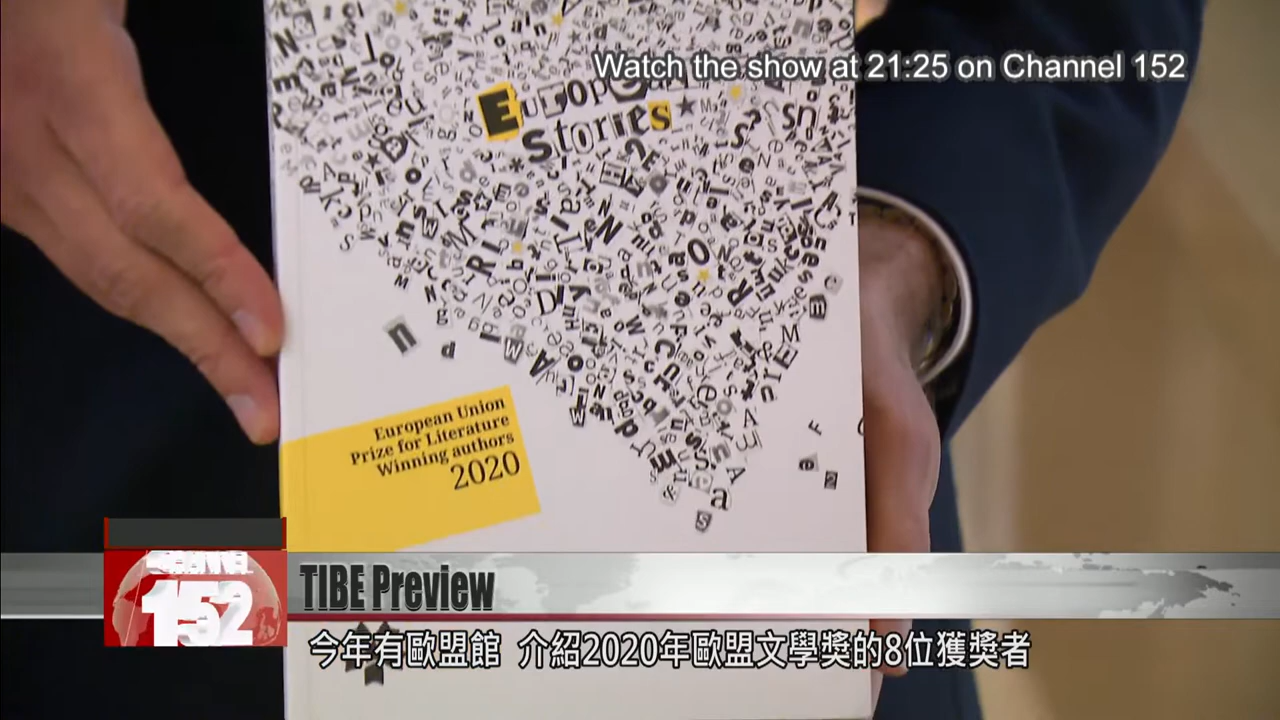 Watch the show at 21:25 on Channel 152
European
Stories
European Union
Prize for Literature
Winning authors
2020
152
TIBE Preview
今年有歐盟館 介紹2020年歐盟文學獎的8位獲獎者